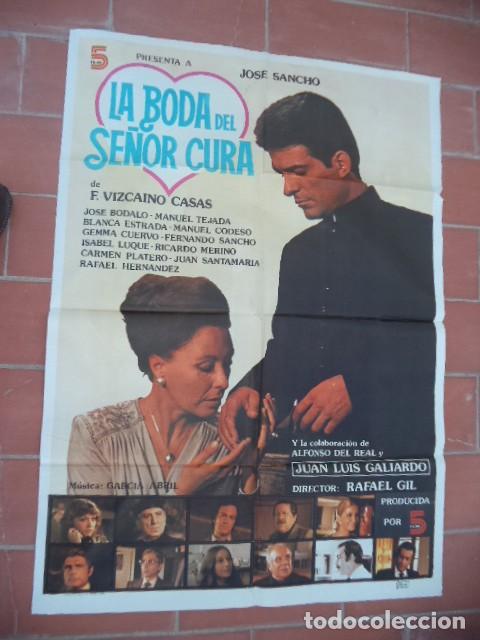 5
PRESENTA A
JOSE SANCHO
LA BODA DEL
SEÑOR CURA
de
F. VIZCAINO CASAS
JOSE BODALO - MANUEL TEJADA
BLANCA ESTRADA - MANUEL CODESO
GEMMA CUERVO - FERNANDO SANCHO
ISABEL LUQUE - RICARDO MERINO
CARMEN PLATERO - JUAN SANTAMARIA
RAFAEL HERNANDEZ
Y la colaboración de
ALFONSO DEL REAL y
JUAN LUIS GALIARDO
Música: GARCIA ABRIL
DIRECTOR: RAFAEL GIL
PRODUCIDA
POR 5
todocoleccion